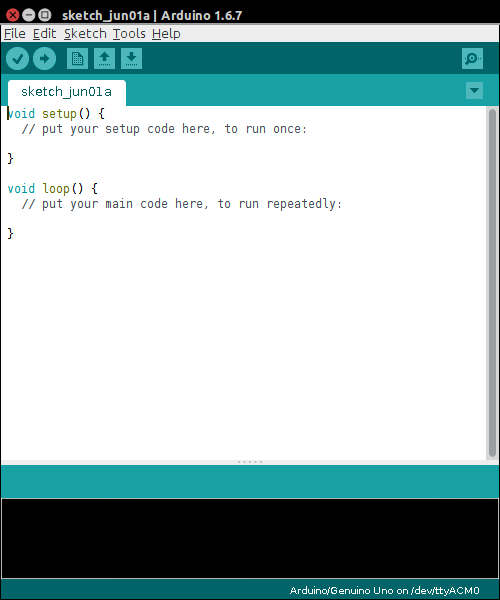 sketch_jun01a | Arduino 1.6.7
File Edit Sketch Tools Help
sketch_jun01a
void setup() {
  // put your setup code here, to run once:
}
void loop() {
  // put your main code here, to run repeatedly:
}
Arduino/Genuino Uno on /dev/ttyACM0